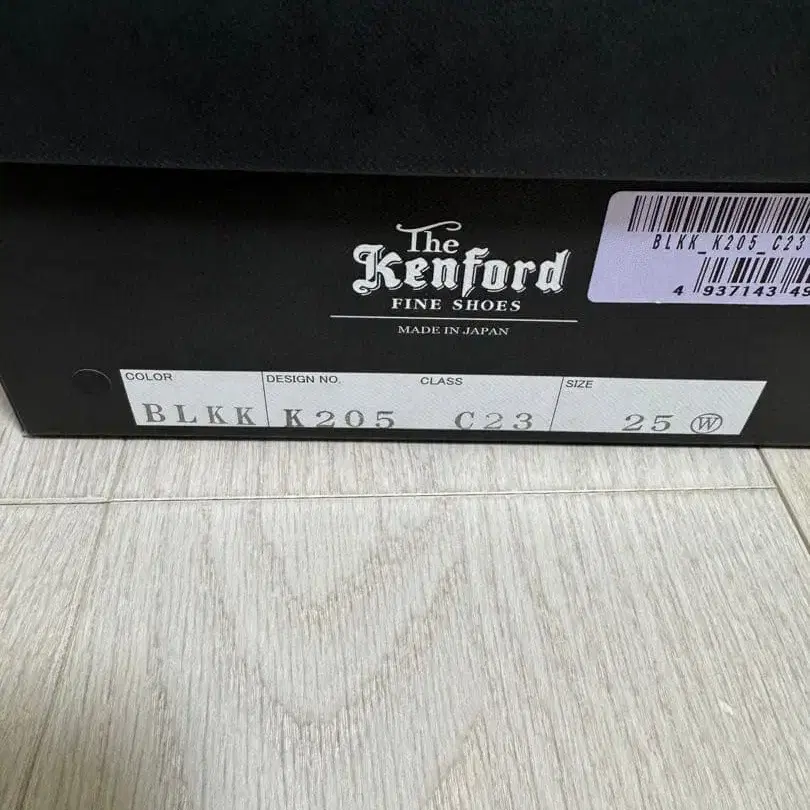 The
Kenford
FINE SHOES
MADE IN JAPAN
BLKK_K205_C23
4 937143 49
COLOR DESIGN NO. CLASS SIZE
BLKK K205 C23 25 Ⓦ